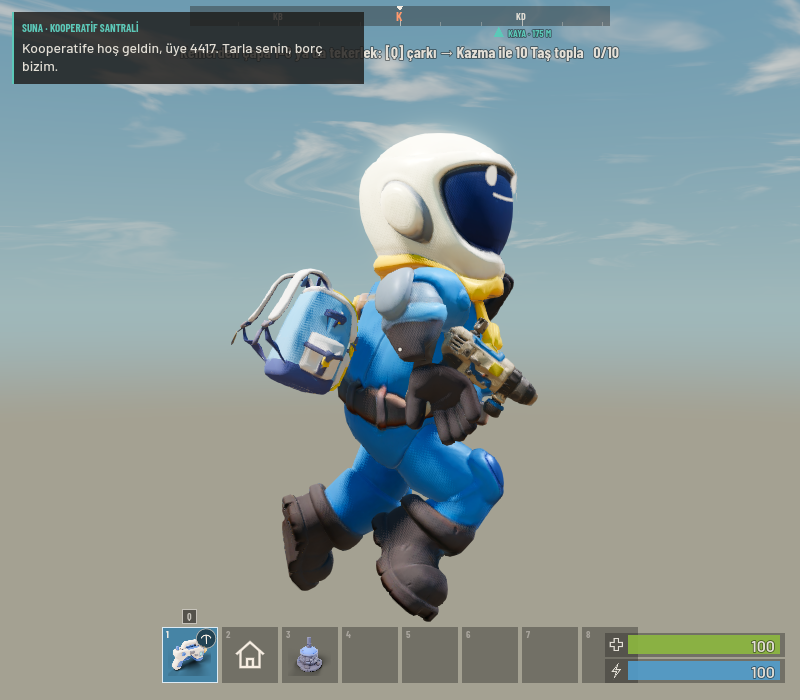 SUNA · KOOPERATİF SANTRALİ
Kooperatife hoş geldin, üye 4417. Tarla senin, borç
bizim.
KB
K
KD
KAYA · 175 M
tekerlek: [Q] çarkı → Kazma ile 10 Taş topla 0/10
Q
1
2
3
4
5
6
7
8
100
100